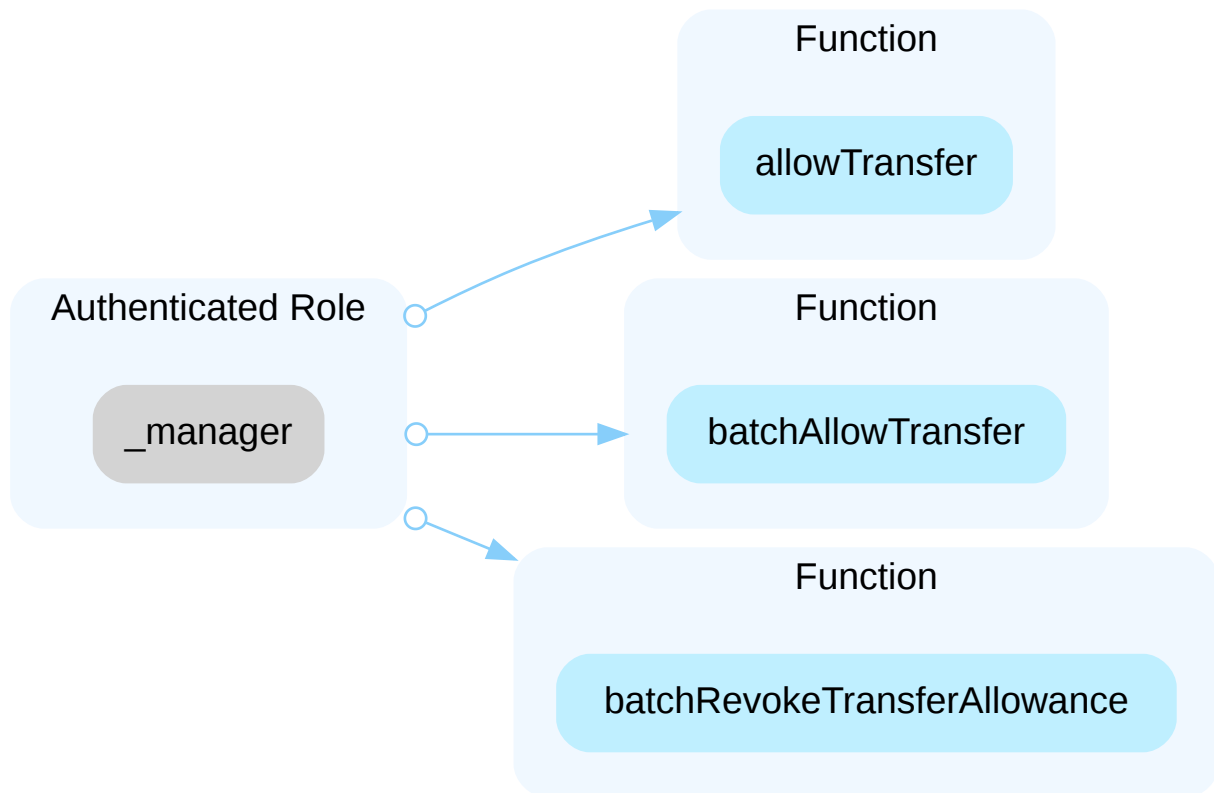 Function
allowTransfer
Authenticated Role
_manager
Function
batchAllowTransfer
Function
batchRevokeTransferAllowance